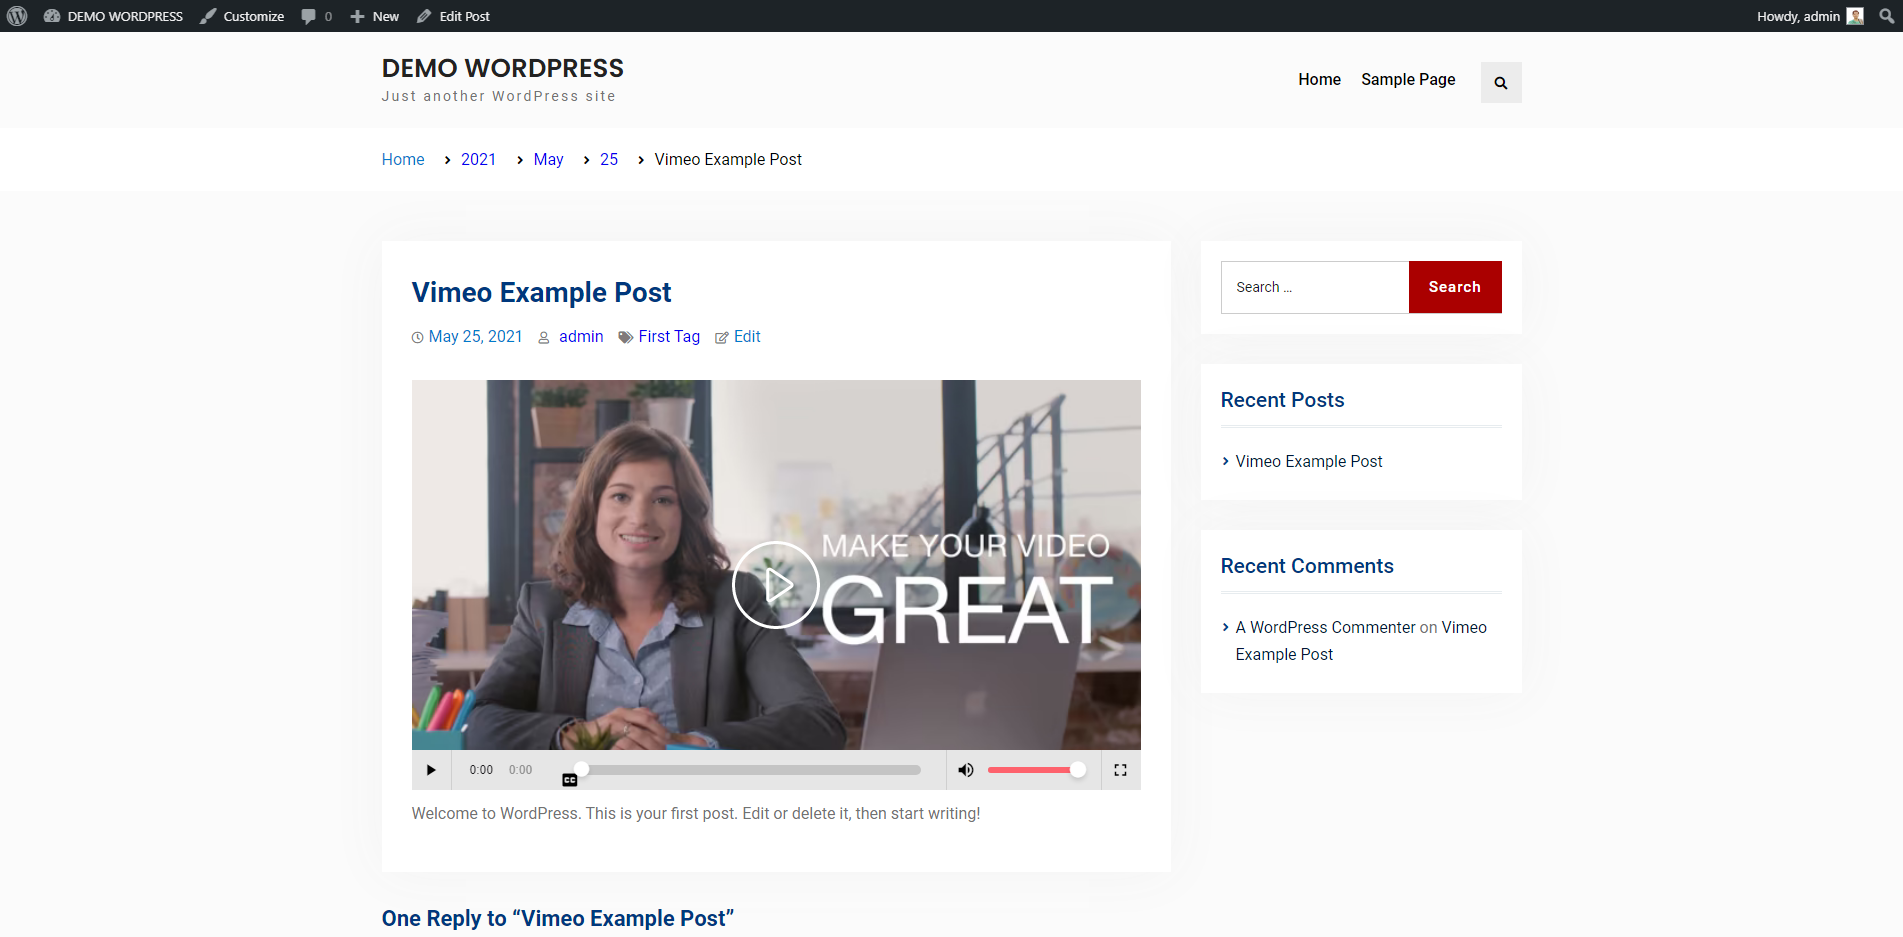 DEMO WORDPRESS Customize 0 New Edit Post Howdy, admin
DEMO WORDPRESS
Just another WordPress site
Home Sample Page
Home 2021 May 25 Vimeo Example Post
Vimeo Example Post
May 25, 2021 admin First Tag Edit
MAKE YOUR VIDEO
GREAT
0:00 0:00
CC
Welcome to WordPress. This is your first post. Edit or delete it, then start writing!
One Reply to “Vimeo Example Post”
Search ... Search
Recent Posts
Vimeo Example Post
Recent Comments
A WordPress Commenter on Vimeo
Example Post